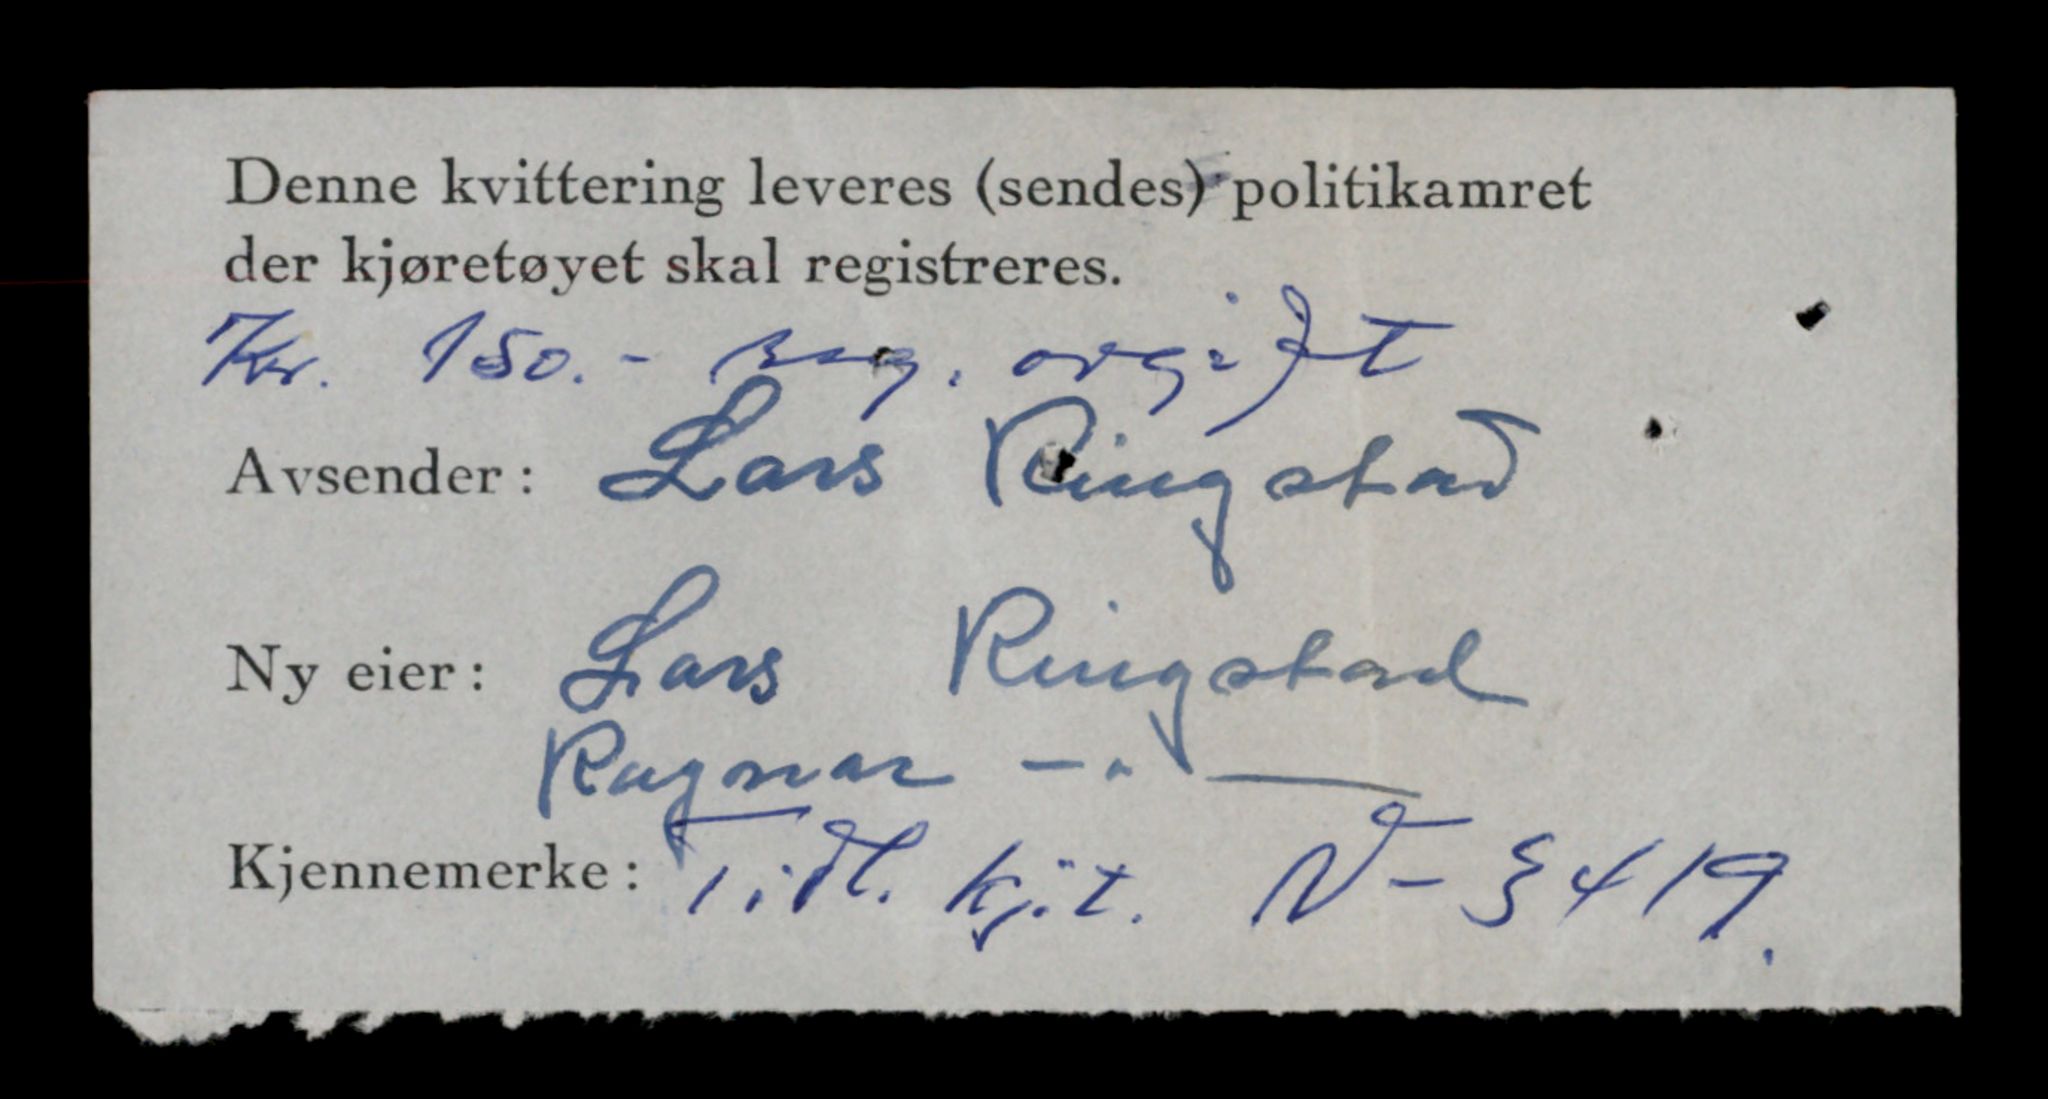 Denne kvittering leveres (sendes) politikamret
der kjøretøyet skal registreres.
Kr. 150.- reg. avgift
Avsender: Lars Ringstad
Ny eier: Lars Ringstad
Ragnar —"—
Kjennemerke: Tidl. kj.t.